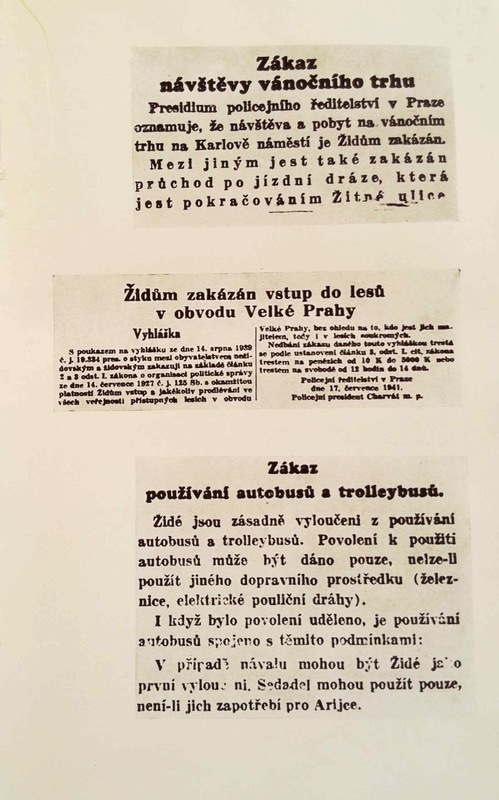 Zákaz
návštěvy vánočního trhu
Presidium policejního ředitelství v Praze
oznamuje, že návštěva a pobyt na vánočním
trhu na Karlově náměstí je Židům zakázán.
Mezi jiným jest také zakázán
průchod po jízdní dráze, která
jest pokračováním Žitné ulice
Židům zakázán vstup do lesů
v obvodu Velké Prahy
Vyhláška
S poukazem na vyhlášku ze dne 14. srpna 1939
č. j. 19.234 pres. o styku mezi obyvatelstvem neži-
dovským a židovským zakazuji na základě článku
2 a 3 odst. 1. zákona o organisaci politické správy
ze dne 14. července 1927 č. j. 125 Sb. s okamžitou
platností Židům vstup a jakékoliv prodlévání ve
všech veřejnosti přístupných lesích v obvodu
Velké Prahy, bez ohledu na to, kdo jest jich ma-
jitelem, tedy i v lesích soukromých.
Nedbání zákazu daného touto vyhláškou trestá
se podle ustanovení článku 3. odst. 1. cit. zákona
trestem na penězích od 10 K do 5000 K nebo
trestem na svobodě od 12 hodin do 14 dnů.
Policejní ředitelství v Praze
dne 17. července 1941.
Policejní president Charvát m. p.
Zákaz
používání autobusů a trolleybusů.
Židé jsou zásadně vyloučeni z používání
autobusů a trolleybusů. Povolení k použití
autobusů může být dáno pouze, nelze-li
použít jiného dopravního prostředku (želez-
nice, elektrické pouliční dráhy).
I když bylo povolení uděleno, je používání
autobusů spojeno s těmito podmínkami:
V případě návalu mohou být Židé jako
první vyloučeni. Sedadel mohou použít pouze,
není-li jich zapotřebí pro Arijce.